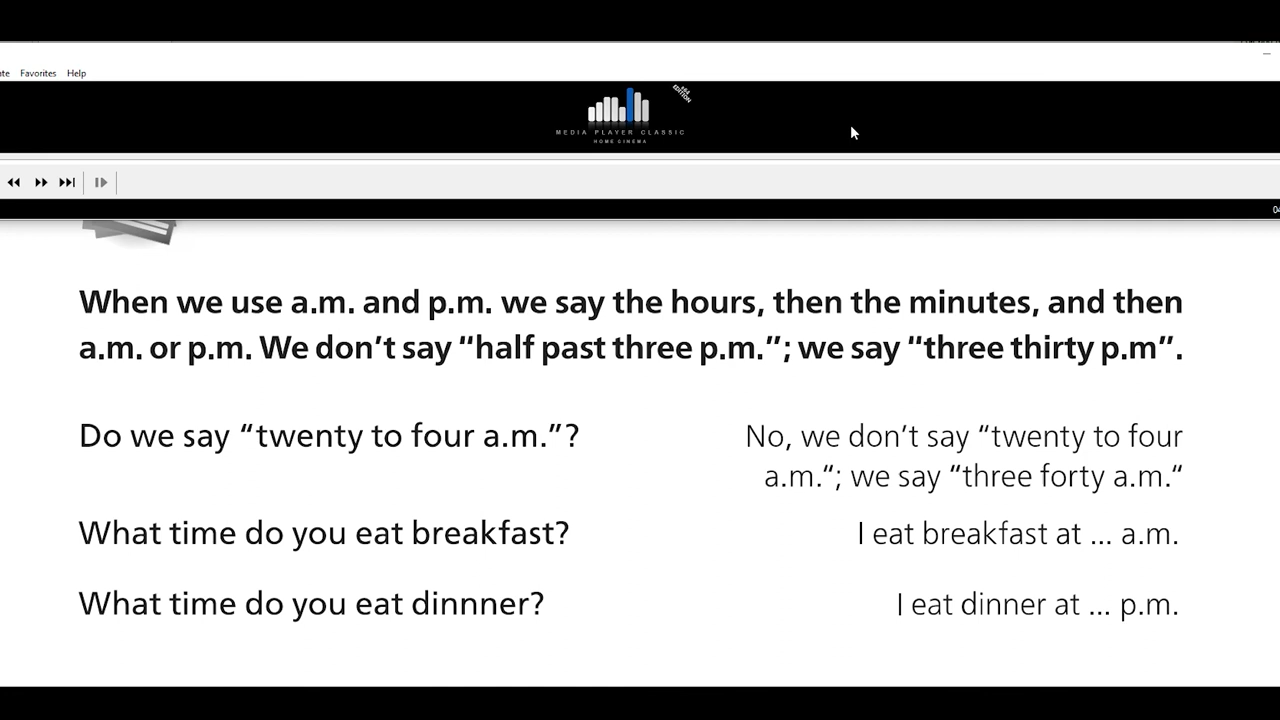 Favorites Help
x64
EDITION
MEDIA PLAYER CLASSIC
HOME CINEMA
When we use a.m. and p.m. we say the hours, then the minutes, and then
a.m. or p.m. We don’t say “half past three p.m.”; we say “three thirty p.m”.
Do we say “twenty to four a.m.”?
No, we don’t say “twenty to four
a.m.“; we say “three forty a.m.“
What time do you eat breakfast?
I eat breakfast at ... a.m.
What time do you eat dinnner?
I eat dinner at ... p.m.